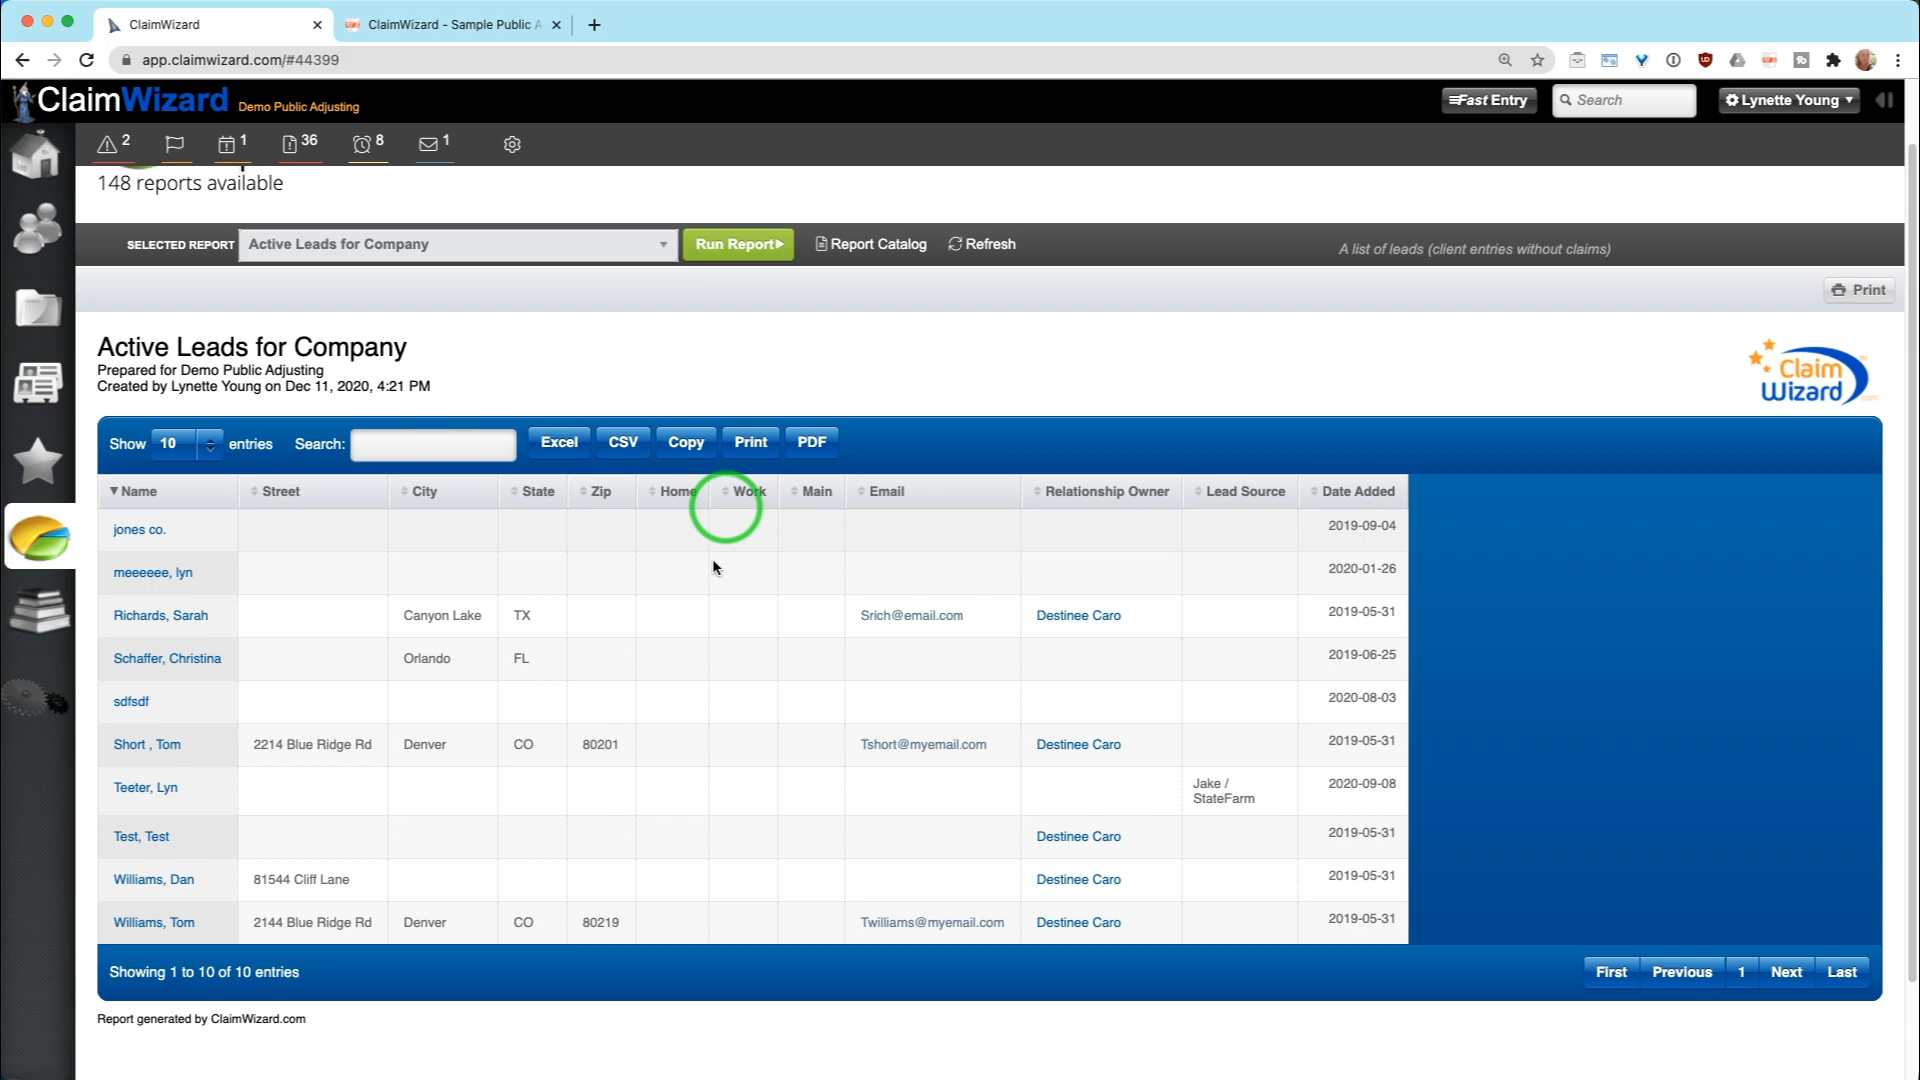 ClaimWizard
ClaimWizard - Sample Public A
app.claimwizard.com/#44399
ClaimWizard Demo Public Adjusting
Fast Entry
Search
Lynette Young
2
1
36
8
1
148 reports available
SELECTED REPORT
Active Leads for Company
Run Report
Report Catalog
Refresh
A list of leads (client entries without claims)
Print
Active Leads for Company
Prepared for Demo Public Adjusting
Created by Lynette Young on Dec 11, 2020, 4:21 PM
Claim
Wizard.com
Show 10 entries Search: Excel CSV Copy Print PDF
Name Street City State Zip Home Work Main Email Relationship Owner Lead Source Date Added
jones co. 2019-09-04
meeeeee, lyn 2020-01-26
Richards, Sarah Canyon Lake TX Srich@email.com Destinee Caro 2019-05-31
Schaffer, Christina Orlando FL 2019-06-25
sdfsdf 2020-08-03
Short , Tom 2214 Blue Ridge Rd Denver CO 80201 Tshort@myemail.com Destinee Caro 2019-05-31
Teeter, Lyn Jake / 2020-09-08
StateFarm
Test, Test Destinee Caro 2019-05-31
Williams, Dan 81544 Cliff Lane Destinee Caro 2019-05-31
Williams, Tom 2144 Blue Ridge Rd Denver CO 80219 Twilliams@myemail.com Destinee Caro 2019-05-31
Showing 1 to 10 of 10 entries
First Previous 1 Next Last
Report generated by ClaimWizard.com